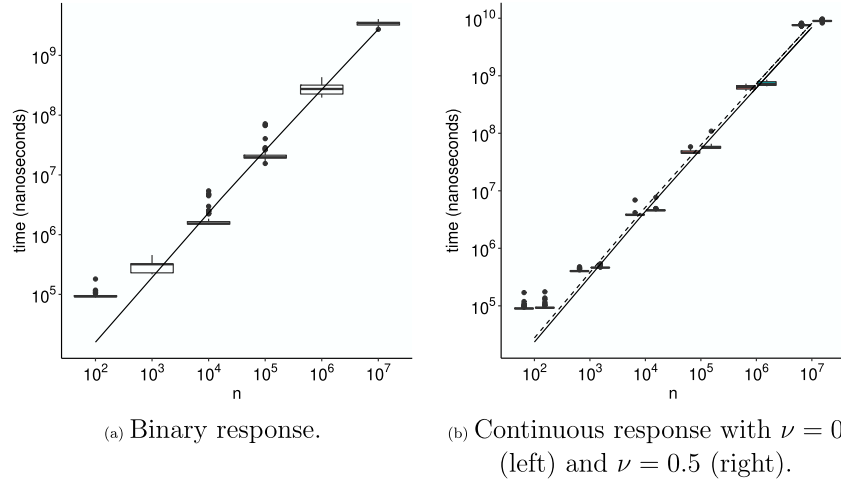 time (nanoseconds)
10^9
10^8
10^7
10^6
10^5
10^2 10^3 10^4 10^5 10^6 10^7
n
(a) Binary response.
time (nanoseconds)
10^10
10^9
10^8
10^7
10^6
10^5
10^2 10^3 10^4 10^5 10^6 10^7
n
(b) Continuous response with ν = 0
(left) and ν = 0.5 (right).